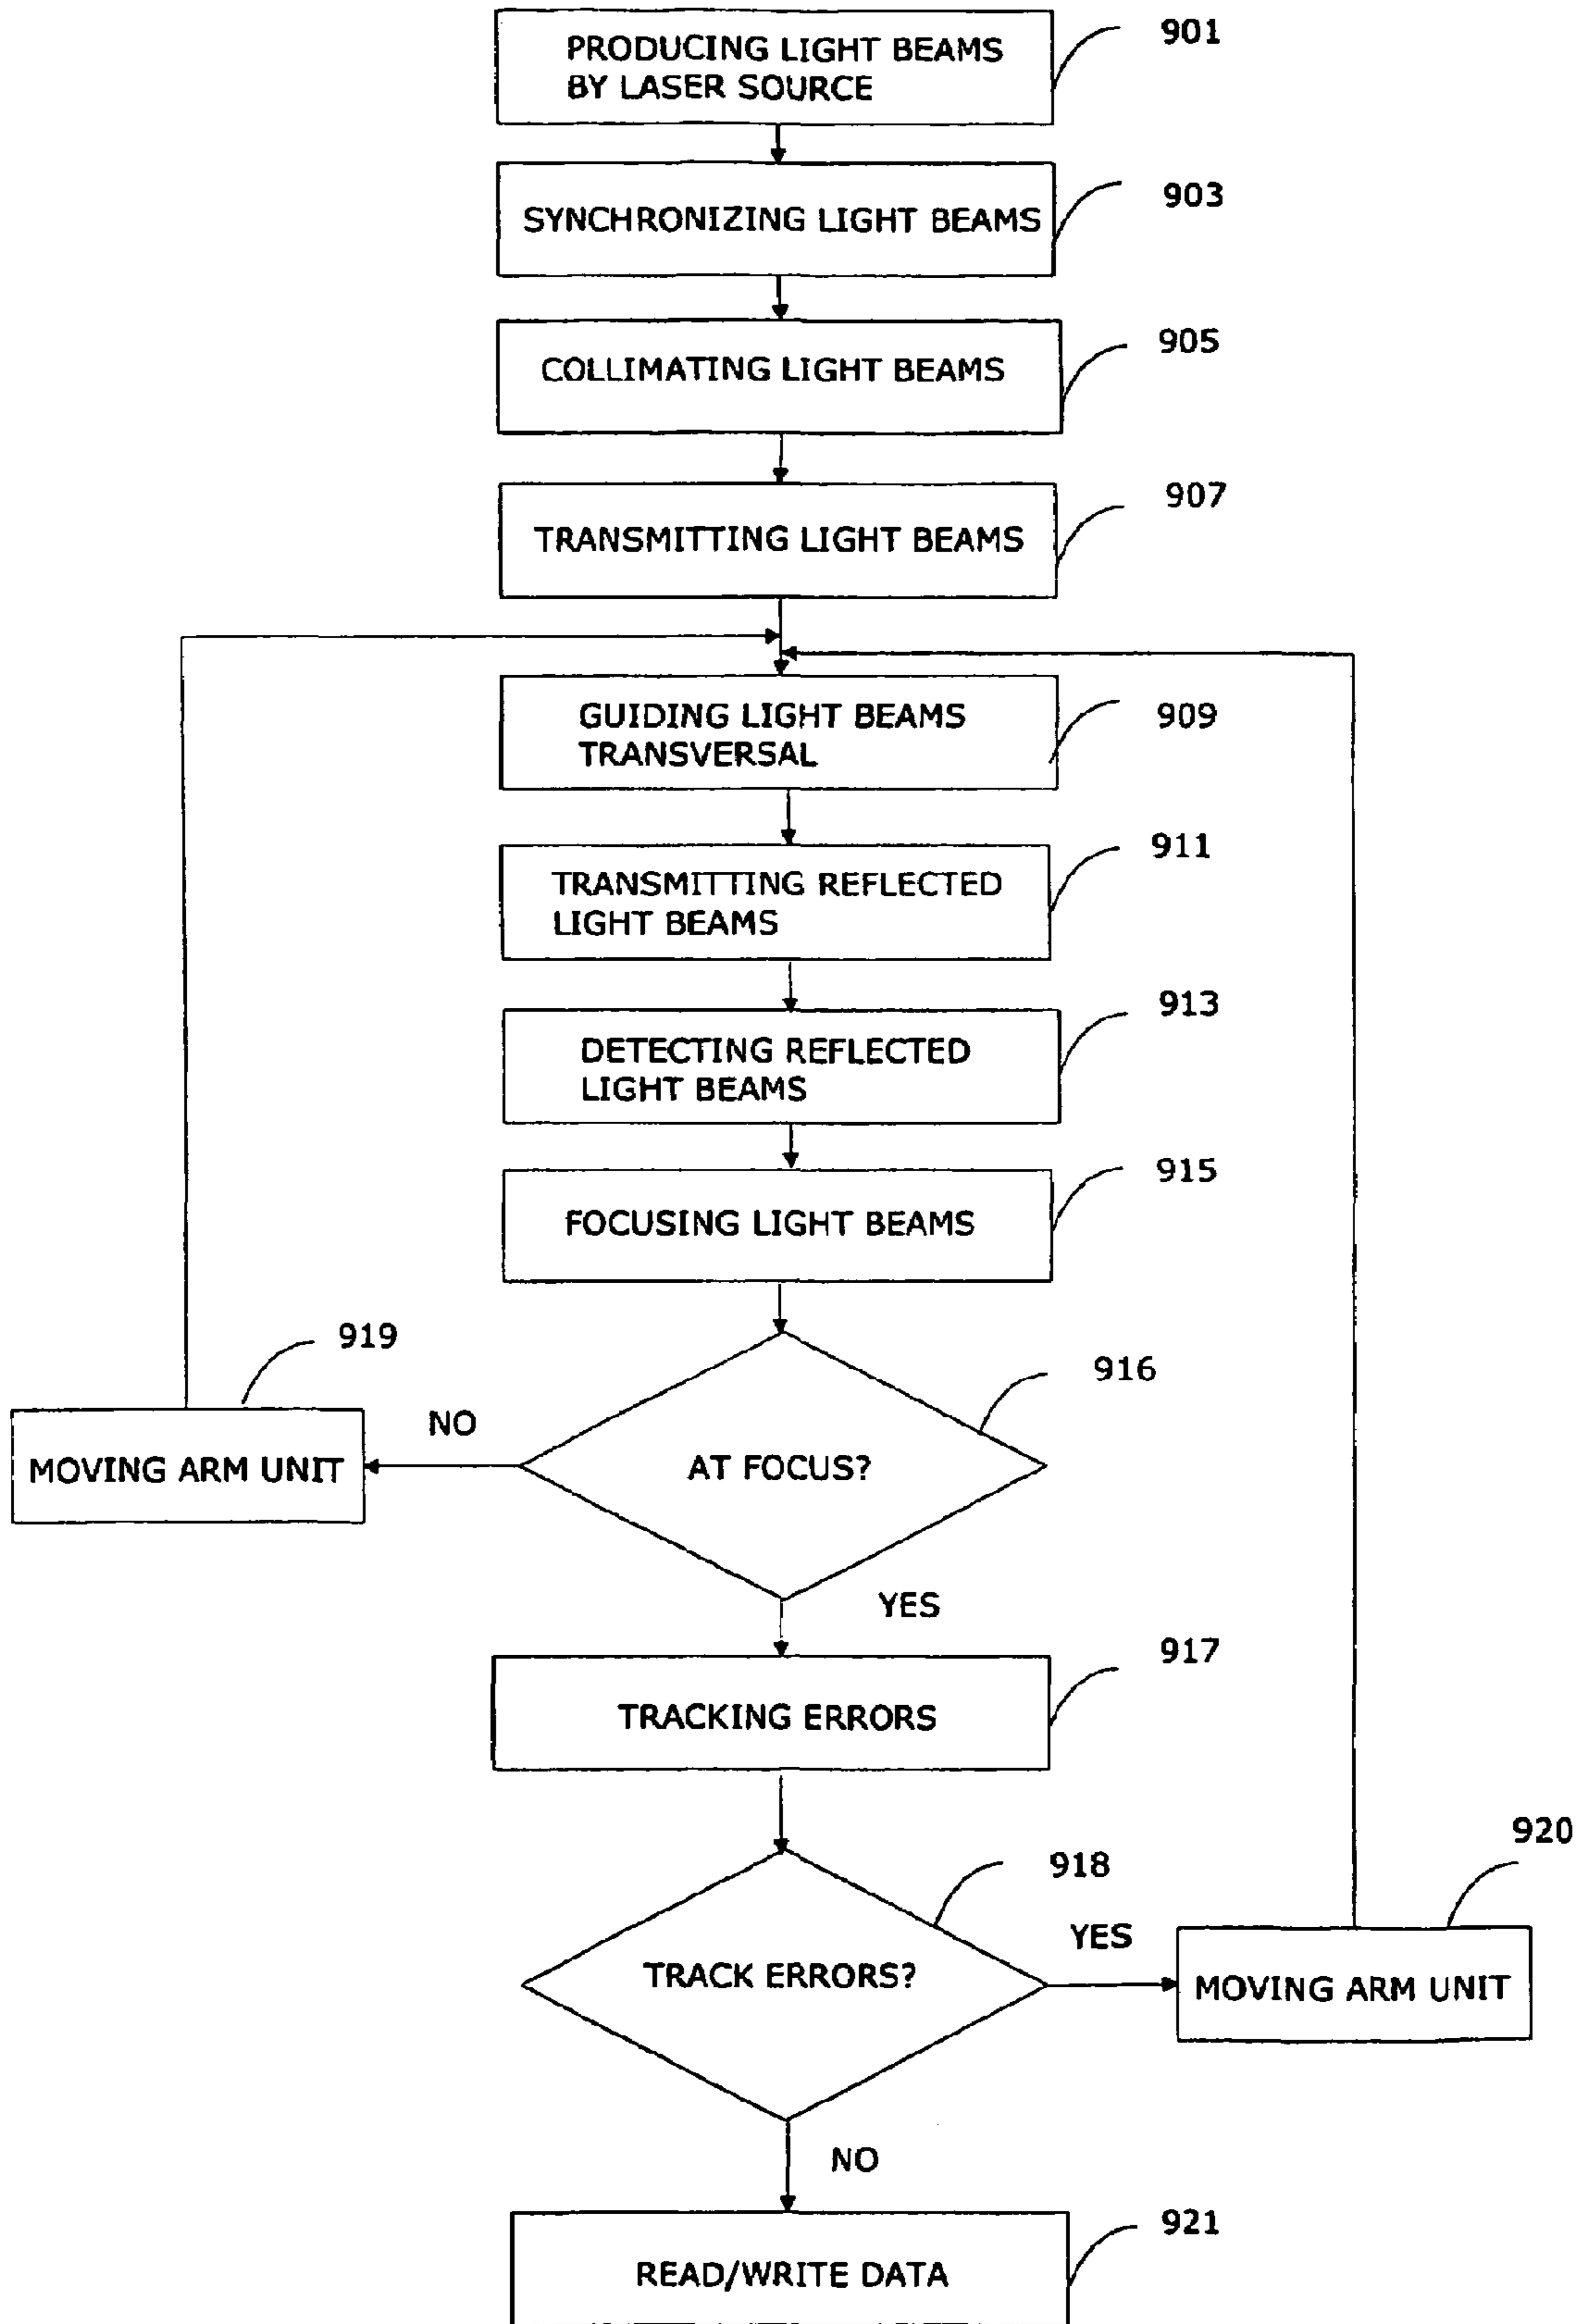 901
PRODUCING LIGHT BEAMS
BY LASER SOURCE
903
SYNCHRONIZING LIGHT BEAMS
905
COLLIMATING LIGHT BEAMS
907
TRANSMITTING LIGHT BEAMS
909
GUIDING LIGHT BEAMS
TRANSVERSAL
911
TRANSMITTING REFLECTED
LIGHT BEAMS
913
DETECTING REFLECTED
LIGHT BEAMS
915
FOCUSING LIGHT BEAMS
919
916
NO
MOVING ARM UNIT
AT FOCUS?
YES
917
TRACKING ERRORS
920
918
YES
TRACK ERRORS?
MOVING ARM UNIT
NO
921
READ/WRITE DATA